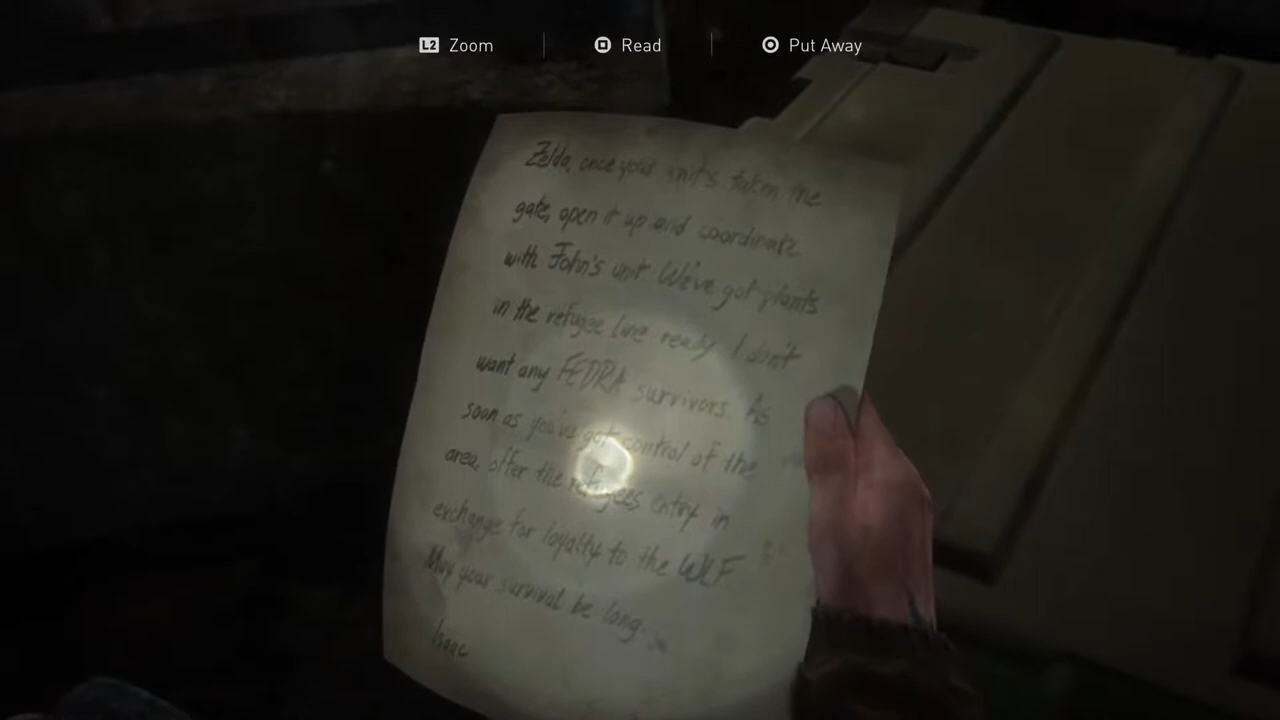 L2 Zoom Read Put Away
Zelda, once your unit's taken the
gate, open it up and coordinate
with John's unit. We've got plants
in the refugee line ready. I don't
want any FEDRA survivors. As
soon as you've got control of the
area, offer the refugees entry in
exchange for loyalty to the WLF.
May your survival be long.
Isaac